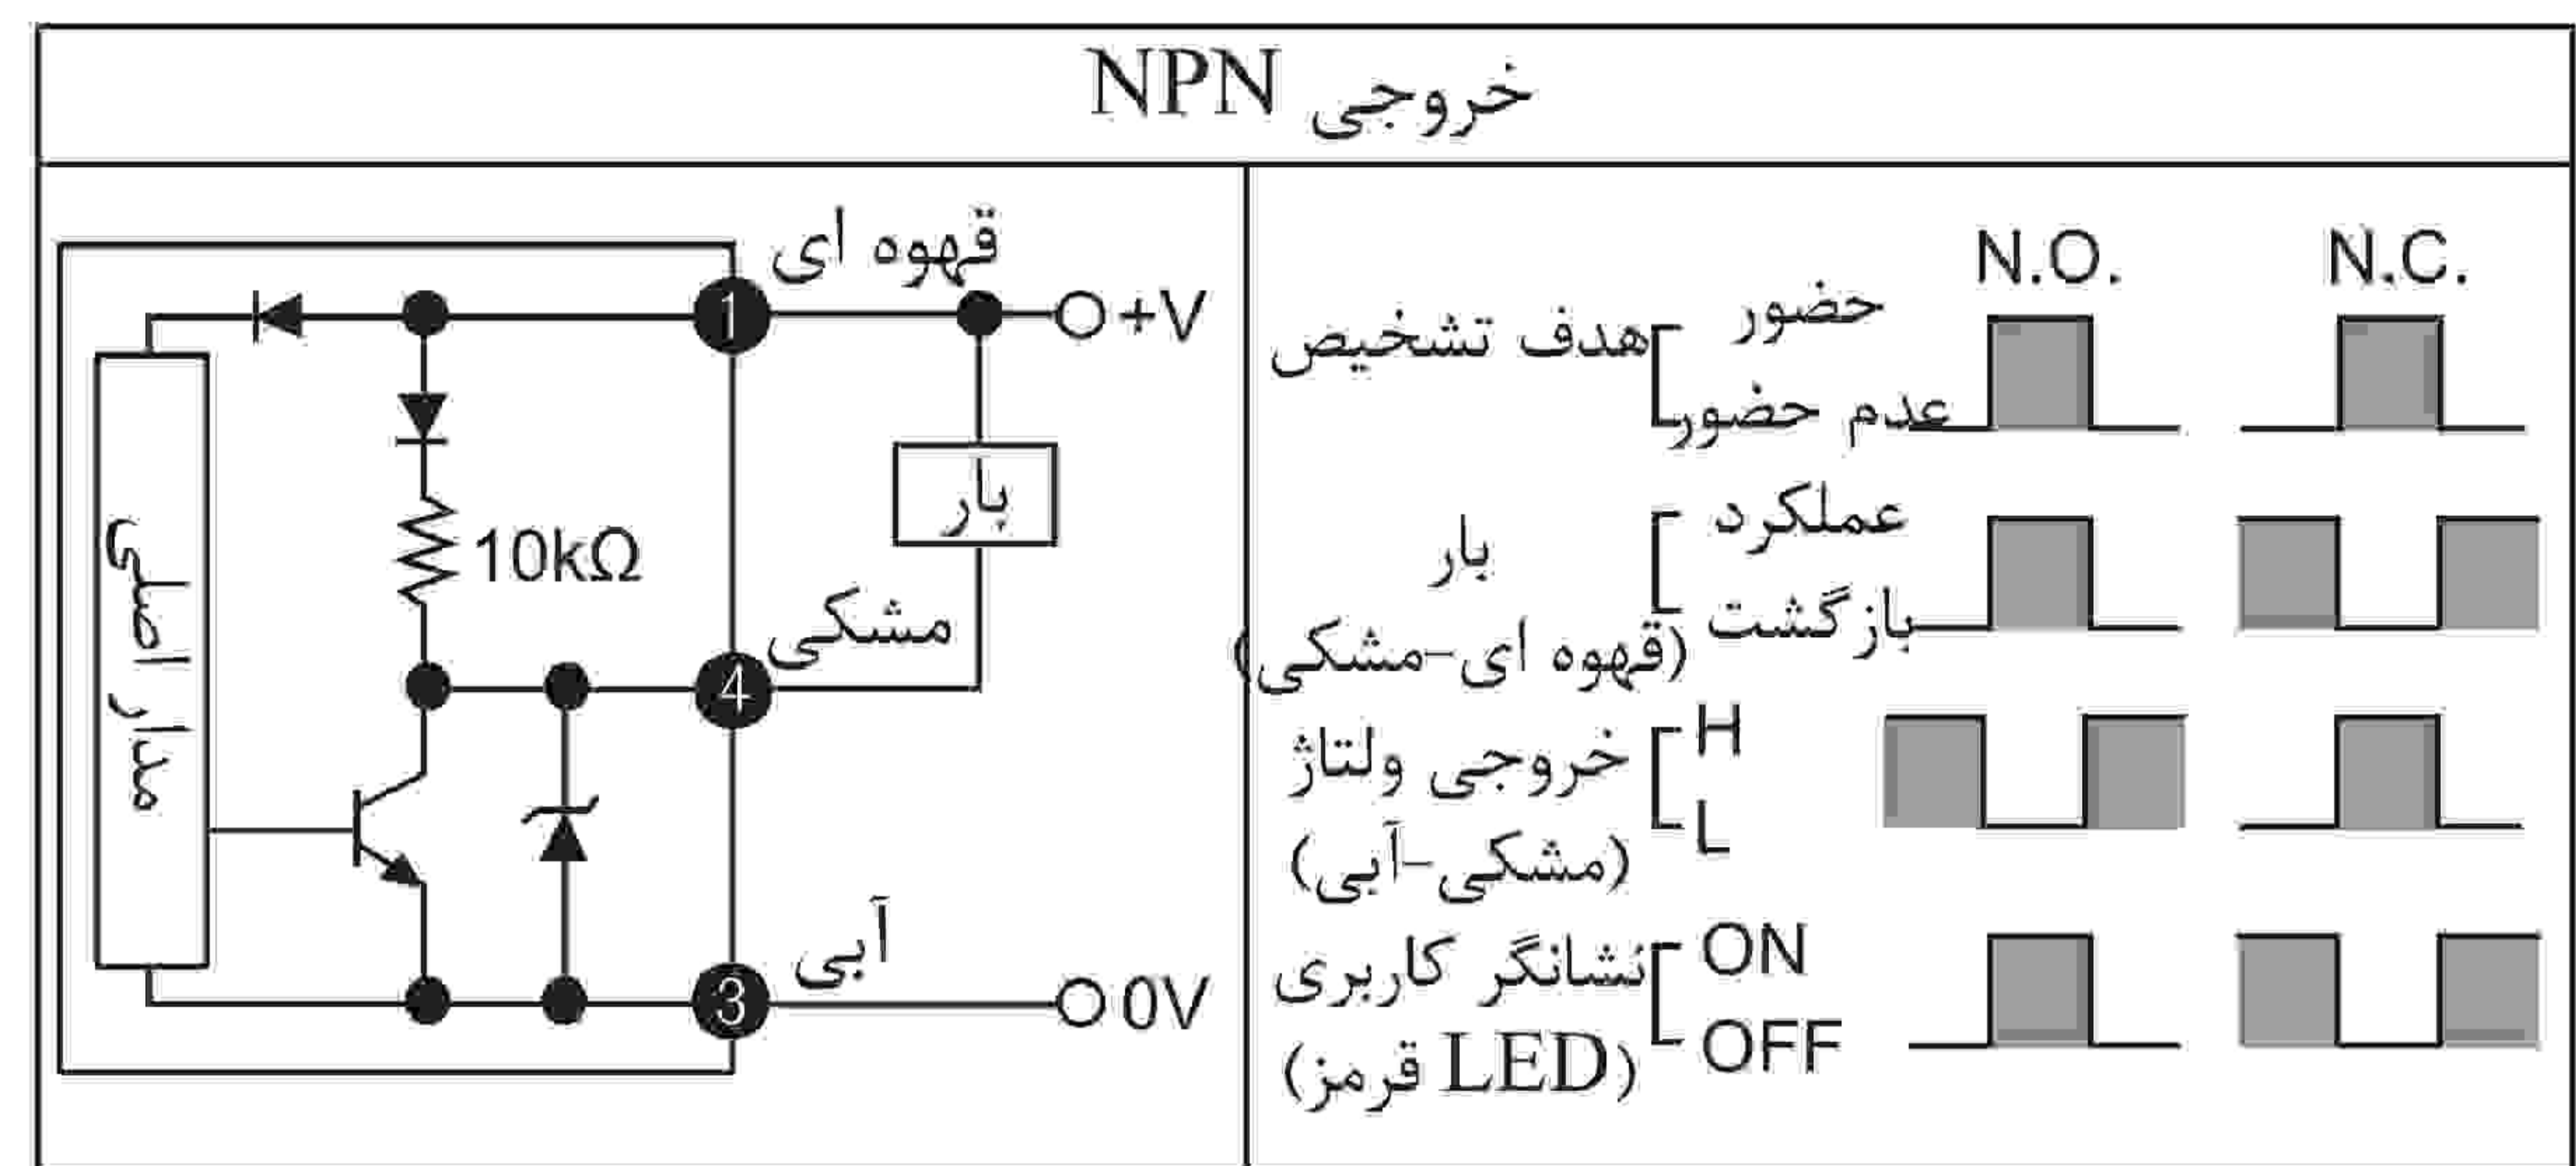 خروجی NPN
قهوه ای
1
+V
بار
10kΩ
مدار اصلی
مشکی
4
آبی
3
0V
N.O.
N.C.
هدف تشخیص
حضور
عدم حضور
بار
(قهوه ای-مشکی)
عملکرد
بازگشت
خروجی ولتاژ
(مشکی-آبی)
H
L
نشانگر کاربری
(LED قرمز)
ON
OFF